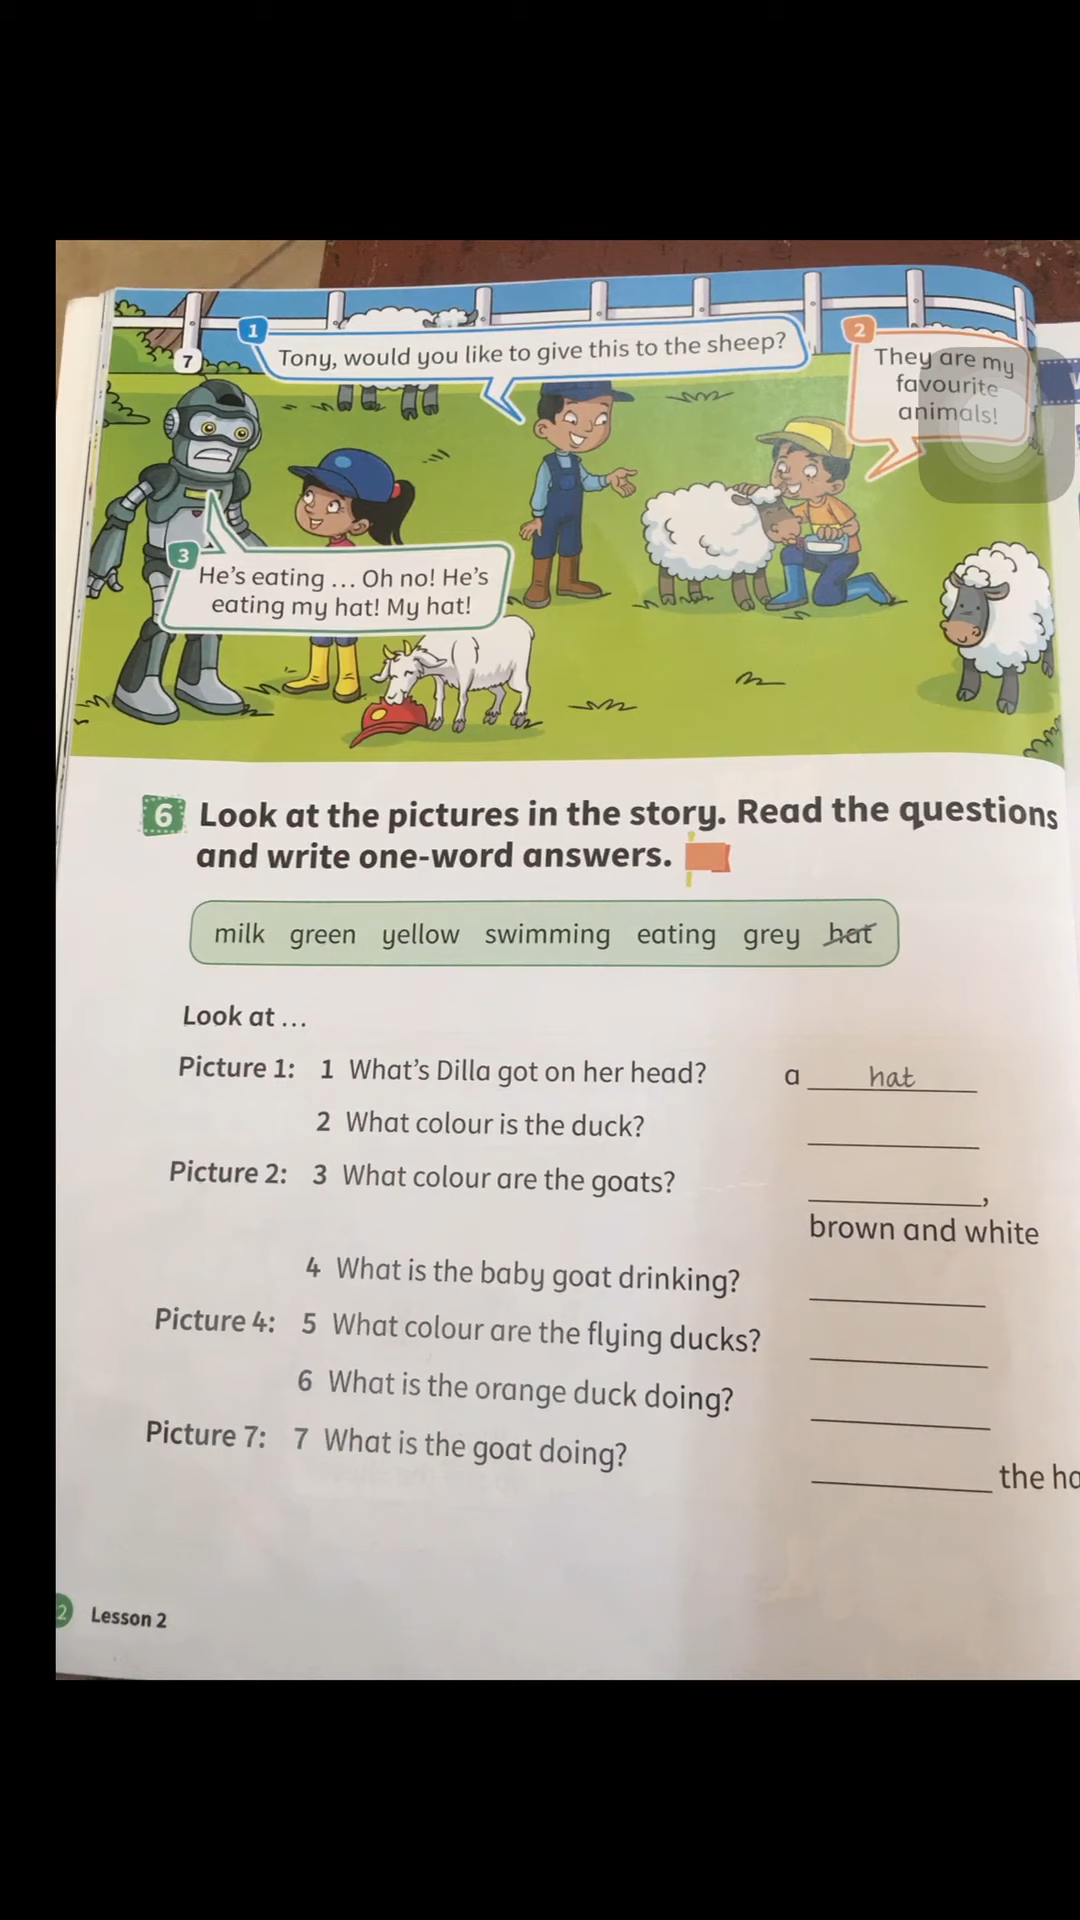 7
1
Tony, would you like to give this to the sheep?
2
They are my
favourite
animals!
3
He's eating ... Oh no! He's
eating my hat! My hat!
6 Look at the pictures in the story. Read the questions
and write one-word answers.
milk green yellow swimming eating grey hat
Look at ...
Picture 1: 1 What's Dilla got on her head? a hat
2 What colour is the duck?
Picture 2: 3 What colour are the goats? ,
brown and white
4 What is the baby goat drinking?
Picture 4: 5 What colour are the flying ducks?
6 What is the orange duck doing?
Picture 7: 7 What is the goat doing? the
2 Lesson 2